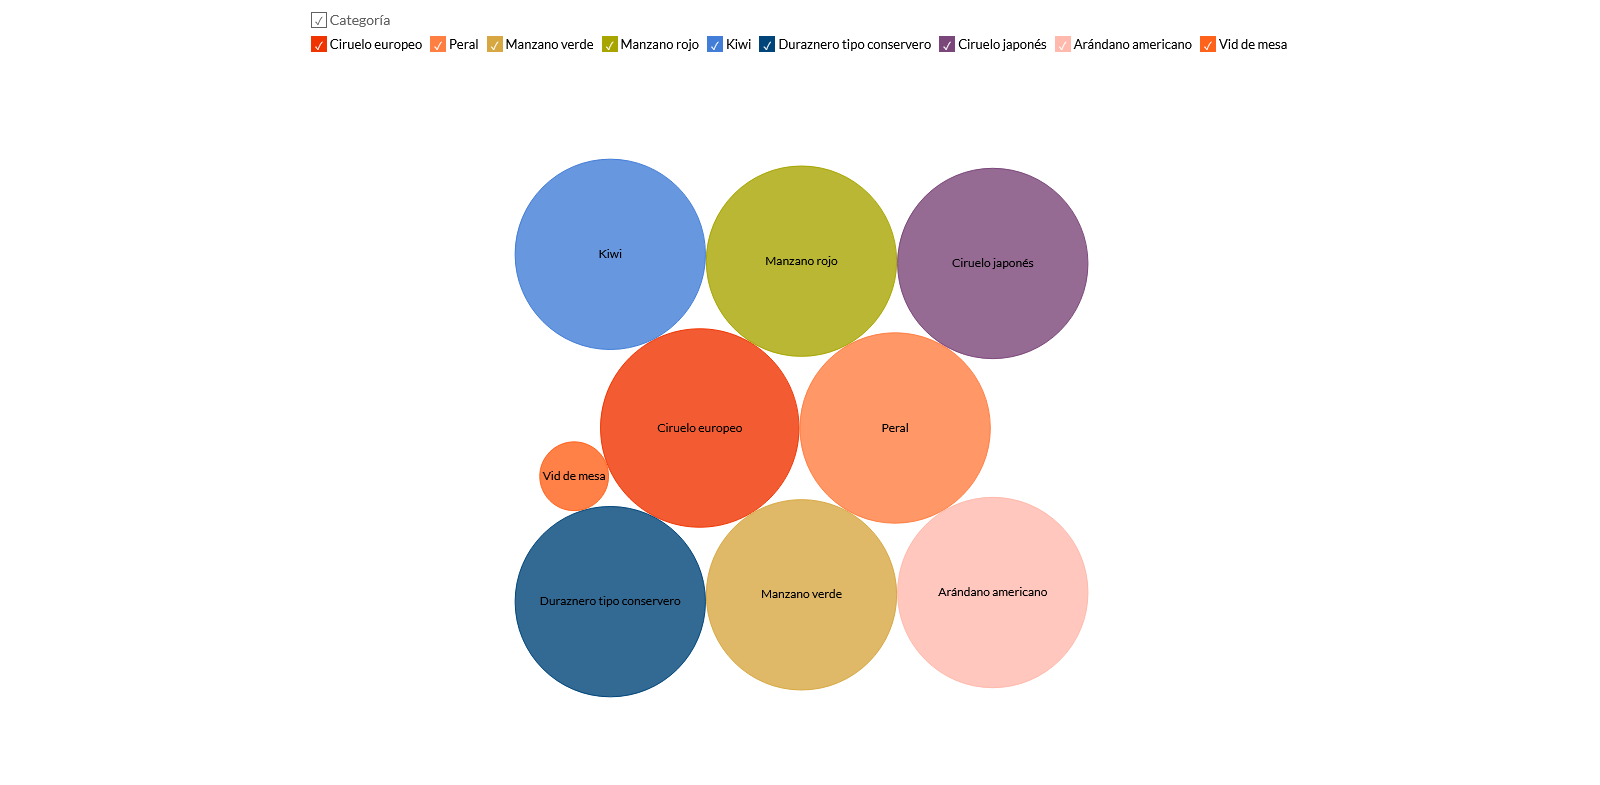 Categoría
Ciruelo europeo Peral Manzano verde Manzano rojo Kiwi Duraznero tipo conservero Ciruelo japonés Arándano americano Vid de mesa
Kiwi
Manzano rojo
Ciruelo japonés
Ciruelo europeo
Peral
Vid de mesa
Duraznero tipo conservero
Manzano verde
Arándano americano